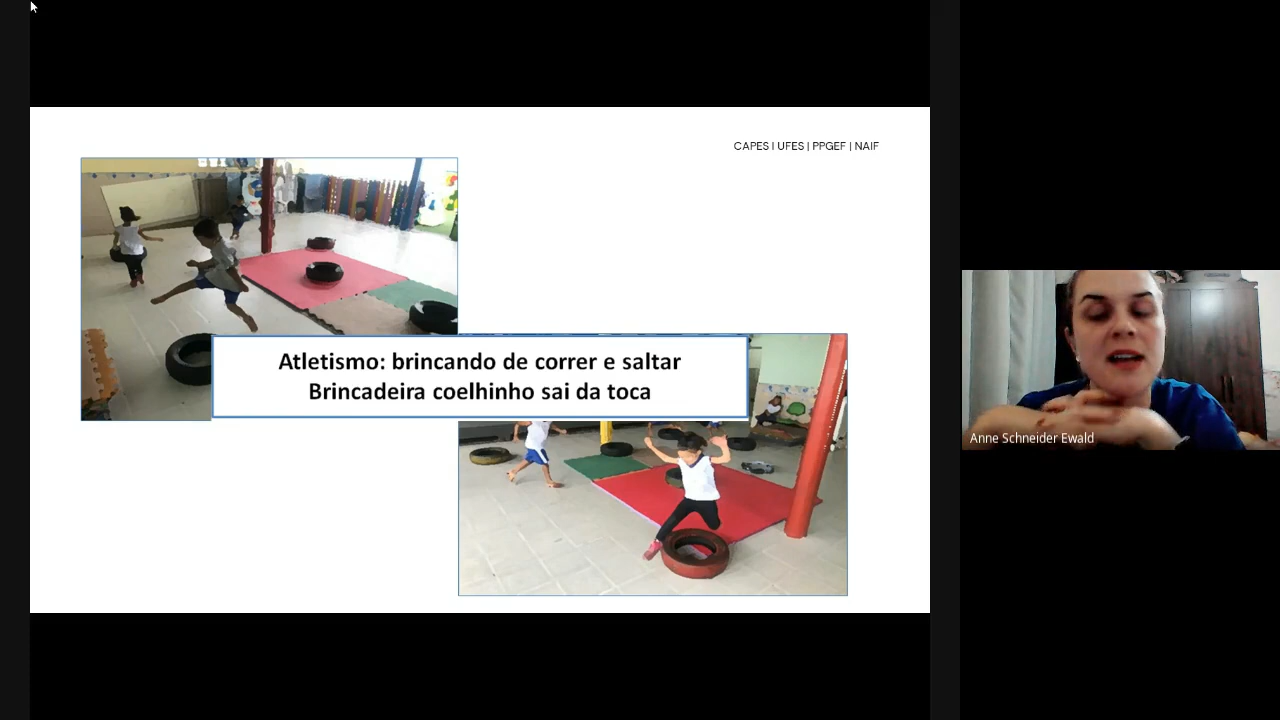 CAPES I UFES | PPGEF | NAIF
Atletismo: brincando de correr e saltar
Brincadeira coelhinho sai da toca
Anne Schneider Ewald